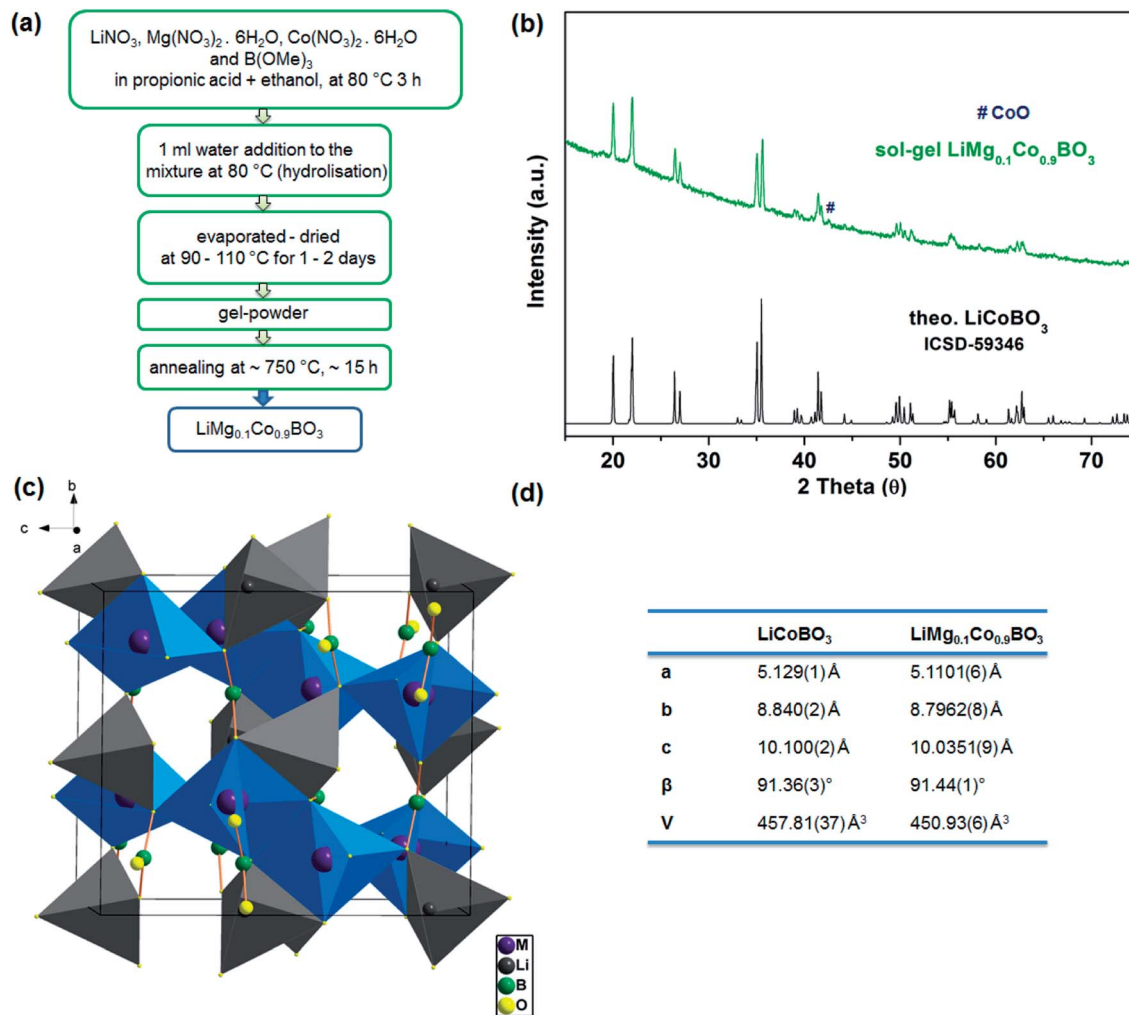 (a)
LiNO₃, Mg(NO₃)₂ . 6H₂O, Co(NO₃)₂ . 6H₂O
and B(OMe)₃
in propionic acid + ethanol, at 80 °C 3 h
1 ml water addition to the
mixture at 80 °C (hydrolisation)
evaporated - dried
at 90 - 110 °C for 1 - 2 days
gel-powder
annealing at ~ 750 °C, ~ 15 h
LiMg₀.₁Co₀.₉BO₃
(b)
# CoO
sol-gel LiMg₀.₁Co₀.₉BO₃
#
theo. LiCoBO₃
ICSD-59346
Intensity (a.u.)
20 30 40 50 60 70
2 Theta (θ)
(c)
b
c
a
M
Li
B
O
(d)
LiCoBO₃ LiMg₀.₁Co₀.₉BO₃
a 5.129(1) Å 5.1101(6) Å
b 8.840(2) Å 8.7962(8) Å
c 10.100(2) Å 10.0351(9) Å
β 91.36(3)° 91.44(1)°
V 457.81(37) Å³ 450.93(6) Å³